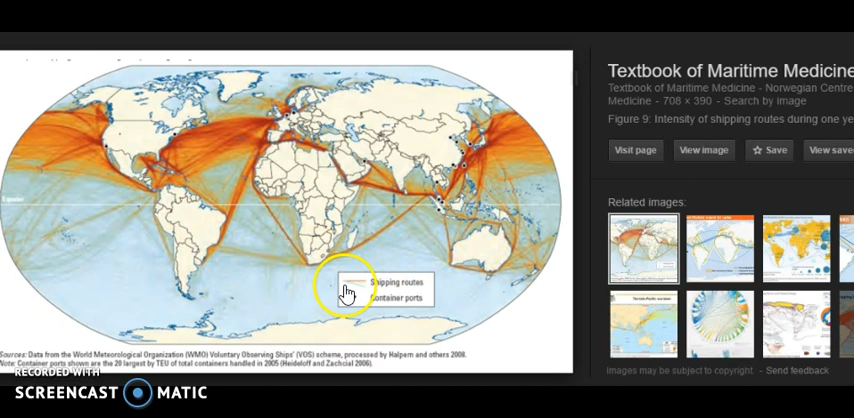 Equator
Shipping routes
Container ports
Sources: Data from the World Meteorological Organization (WMO) Voluntary Observing Ships' (VOS) scheme, processed by Halpern and others 2008.
Note: Container ports shown are the 20 largest by TEU of total containers handled in 2005 (Heideloff and Zachcial 2006).
Textbook of Maritime Medicine
Textbook of Maritime Medicine - Norwegian Centre
Medicine - 708 × 390 - Search by image
Figure 9: Intensity of shipping routes during one ye
Visit page
View image
Save
View save
Related images:
Images may be subject to copyright - Send feedback
RECORDED WITH
SCREENCAST MATIC